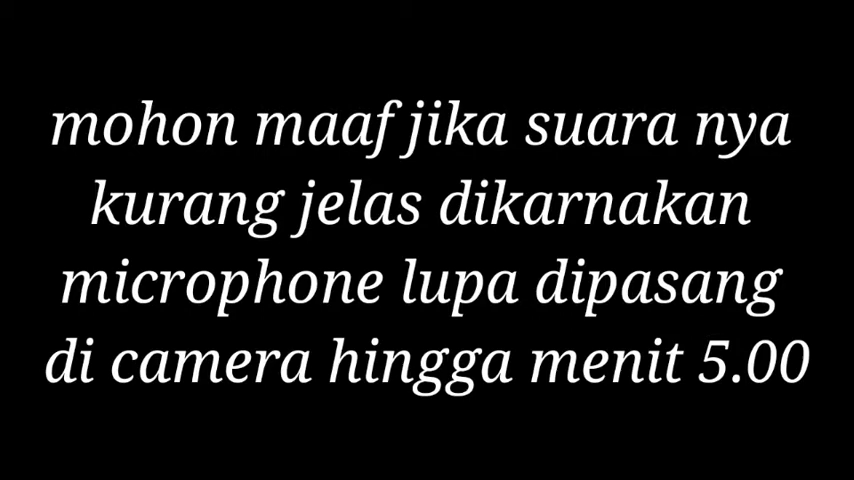 mohon maaf jika suara nya
kurang jelas dikarnakan
microphone lupa dipasang
di camera hingga menit 5.00